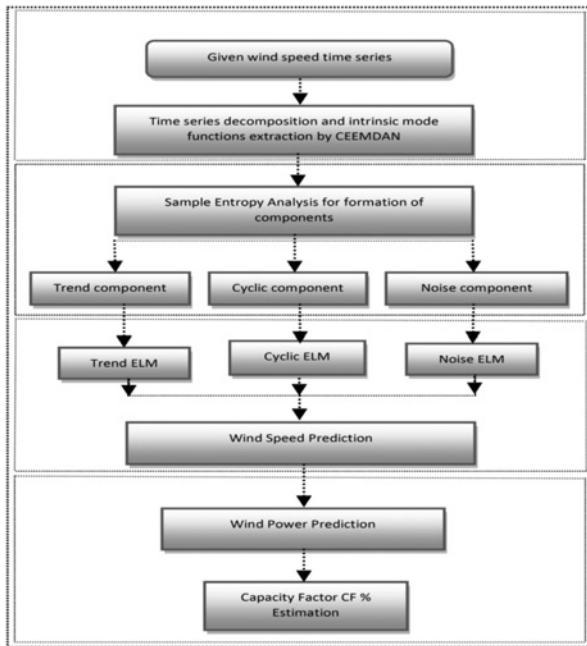 Given wind speed time series
Time series decomposition and intrinsic mode
functions extraction by CEEMDAN
Sample Entropy Analysis for formation of
components
Trend component
Cyclic component
Noise component
Trend ELM
Cyclic ELM
Noise ELM
Wind Speed Prediction
Wind Power Prediction
Capacity Factor CF %
Estimation